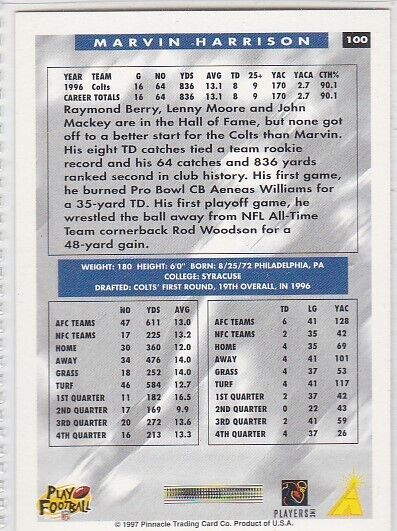 MARVIN HARRISON 100
YEAR TEAM G NO YDS AVG TD 25+ YAC YACA CTH%
1996 Colts 16 64 836 13.1 8 9 170 2.7 90.1
CAREER TOTALS 16 64 836 13.1 8 9 170 2.7 90.1
Raymond Berry, Lenny Moore and John
Mackey are in the Hall of Fame, but none got
off to a better start for the Colts than Marvin.
His eight TD catches tied a team rookie
record and his 64 catches and 836 yards
ranked second in club history. His first game,
he burned Pro Bowl CB Aeneas Williams for
a 35-yard TD. His first playoff game, he
wrestled the ball away from NFL All-Time
Team cornerback Rod Woodson for a
48-yard gain.
WEIGHT: 180 HEIGHT: 6'0" BORN: 8/25/72 PHILADELPHIA, PA
COLLEGE: SYRACUSE
DRAFTED: COLTS' FIRST ROUND, 19TH OVERALL, IN 1996
NO YDS AVG TD LG YAC
AFC TEAMS 47 611 13.0 AFC TEAMS 6 41 128
NFC TEAMS 17 225 13.2 NFC TEAMS 2 35 42
HOME 30 360 12.0 HOME 4 35 69
AWAY 34 476 14.0 AWAY 4 41 101
GRASS 18 252 14.0 GRASS 4 37 53
TURF 46 584 12.7 TURF 4 41 117
1ST QUARTER 11 182 16.5 1ST QUARTER 2 37 42
2ND QUARTER 17 169 9.9 2ND QUARTER 0 22 43
3RD QUARTER 20 272 13.6 3RD QUARTER 2 41 59
4TH QUARTER 16 213 13.3 4TH QUARTER 4 37 26
PLAY FOOTBALL
NFL
PLAYERS INC
© 1997 Pinnacle Trading Card Co. Product of U.S.A.